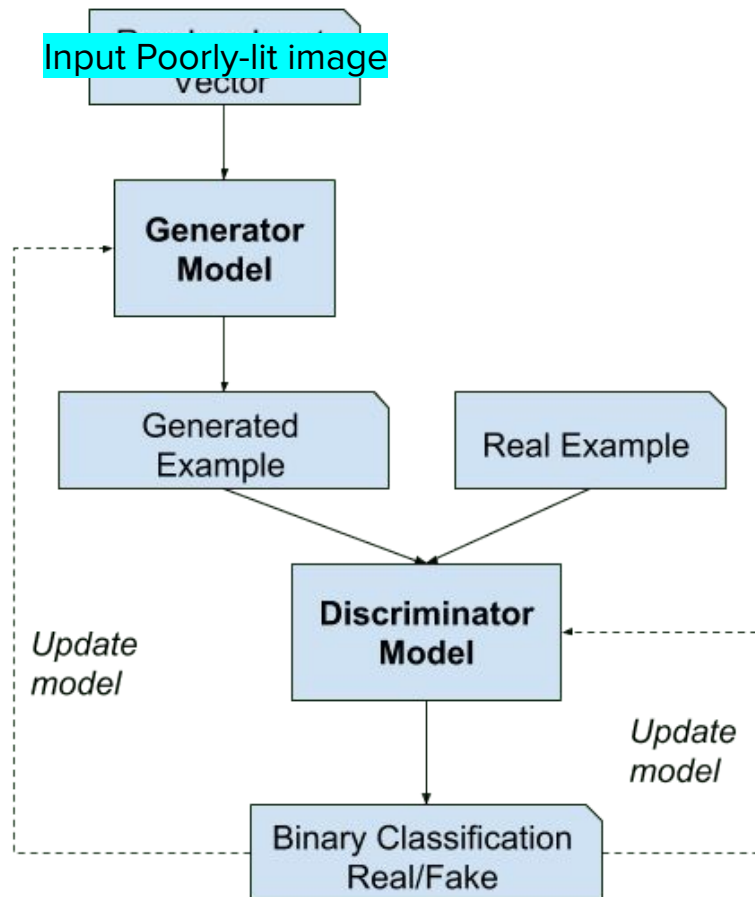 Input Poorly-lit image
Vector
Generator
Model
Generated
Example
Real Example
Discriminator
Model
Update
model
Update
model
Binary Classification
Real/Fake